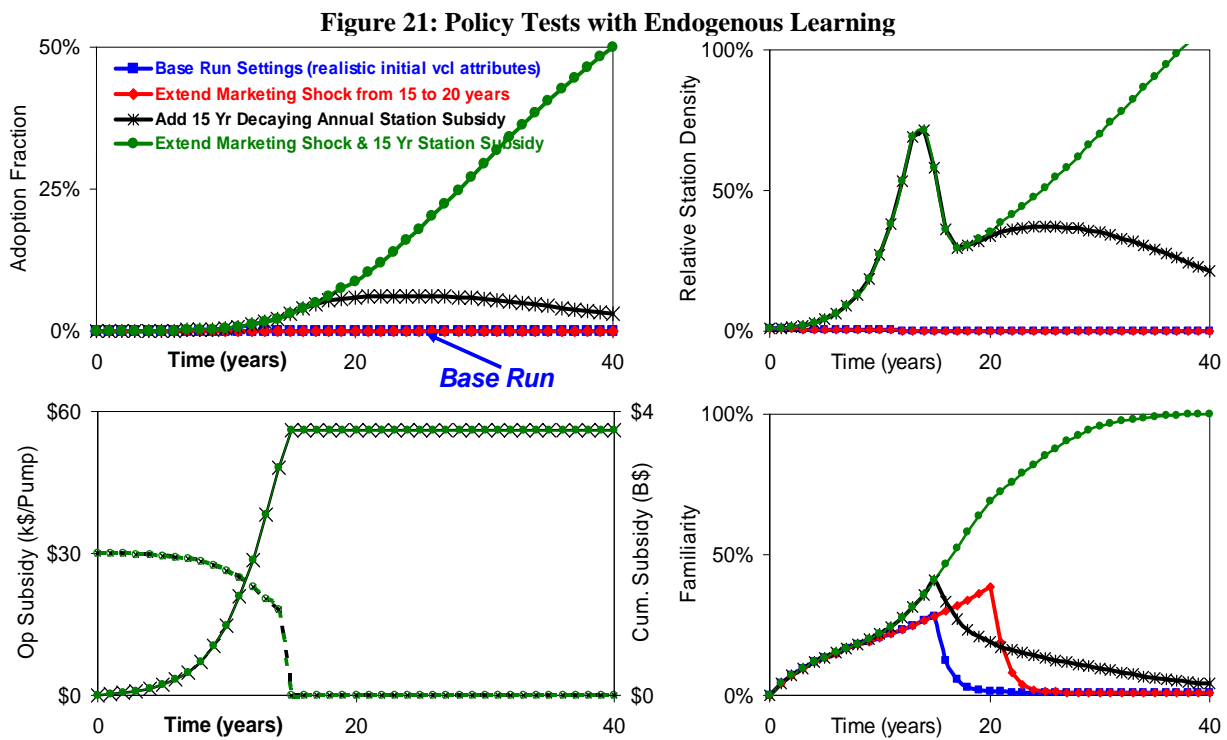 Figure 21: Policy Tests with Endogenous Learning
50%
25%
0%
Adoption Fraction
Base Run Settings (realistic initial vcl attributes)
Extend Marketing Shock from 15 to 20 years
Add 15 Yr Decaying Annual Station Subsidy
Extend Marketing Shock & 15 Yr Station Subsidy
0
Time (years)
20
40
Base Run
100%
50%
0%
Relative Station Density
0
Time (years)
20
40
$60
$30
$0
Op Subsidy (k$/Pump)
$4
$0
Cum. Subsidy (B$)
0
Time (years)
20
40
100%
50%
0%
Familiarity
0
Time (years)
20
40